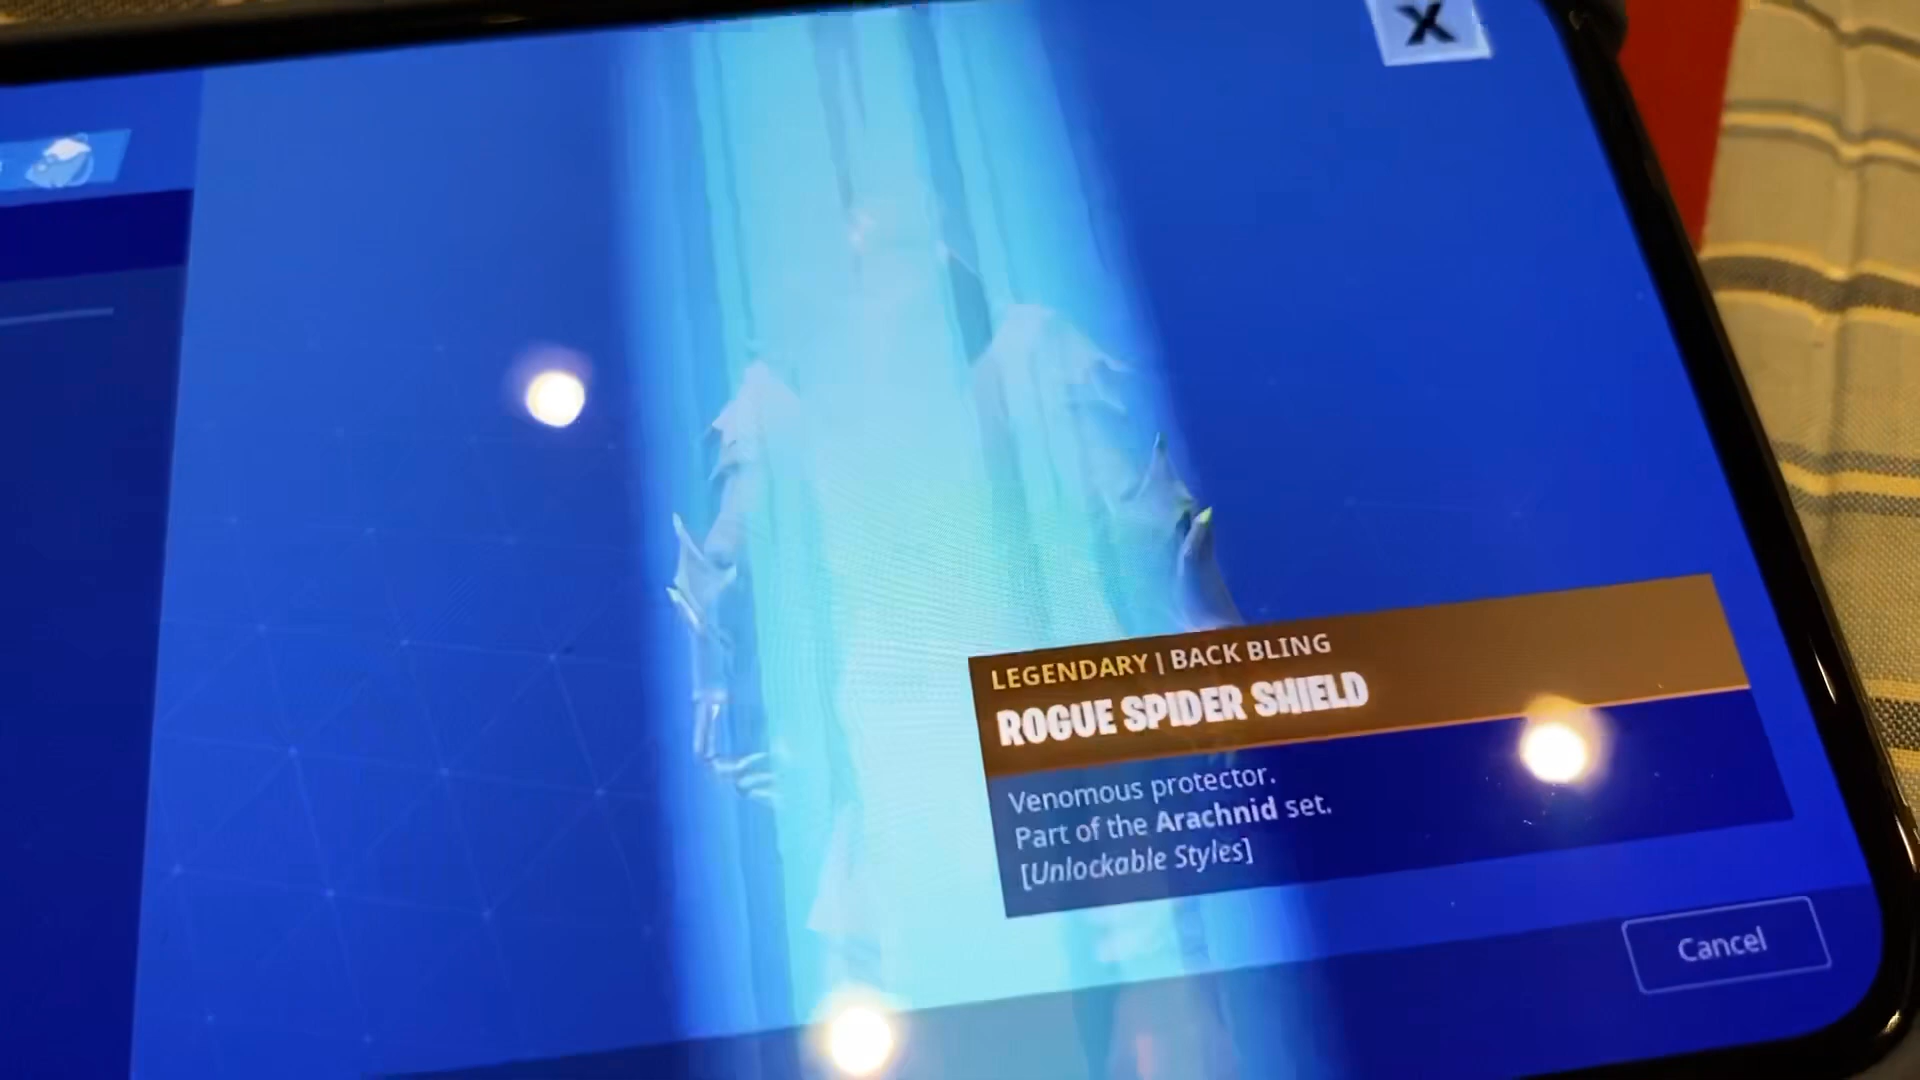 X
LEGENDARY | BACK BLING
ROGUE SPIDER SHIELD
Venomous protector.
Part of the Arachnid set.
[Unlockable Styles]
Cancel